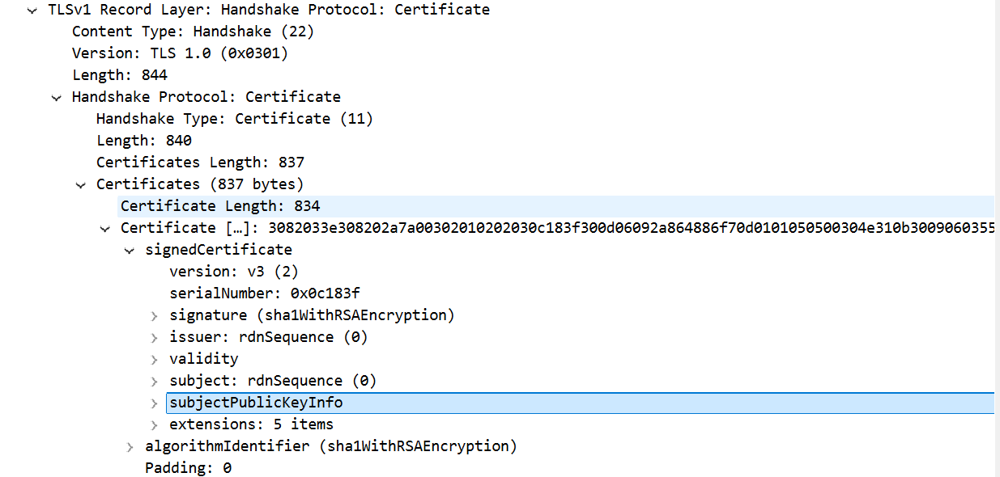 TLSv1 Record Layer: Handshake Protocol: Certificate
Content Type: Handshake (22)
Version: TLS 1.0 (0x0301)
Length: 844
Handshake Protocol: Certificate
Handshake Type: Certificate (11)
Length: 840
Certificates Length: 837
Certificates (837 bytes)
Certificate Length: 834
Certificate […]: 3082033e308202a7a00302010202030c183f300d06092a864886f70d0101050500304e310b3009060355
signedCertificate
version: v3 (2)
serialNumber: 0x0c183f
signature (sha1WithRSAEncryption)
issuer: rdnSequence (0)
validity
subject: rdnSequence (0)
subjectPublicKeyInfo
extensions: 5 items
algorithmIdentifier (sha1WithRSAEncryption)
Padding: 0